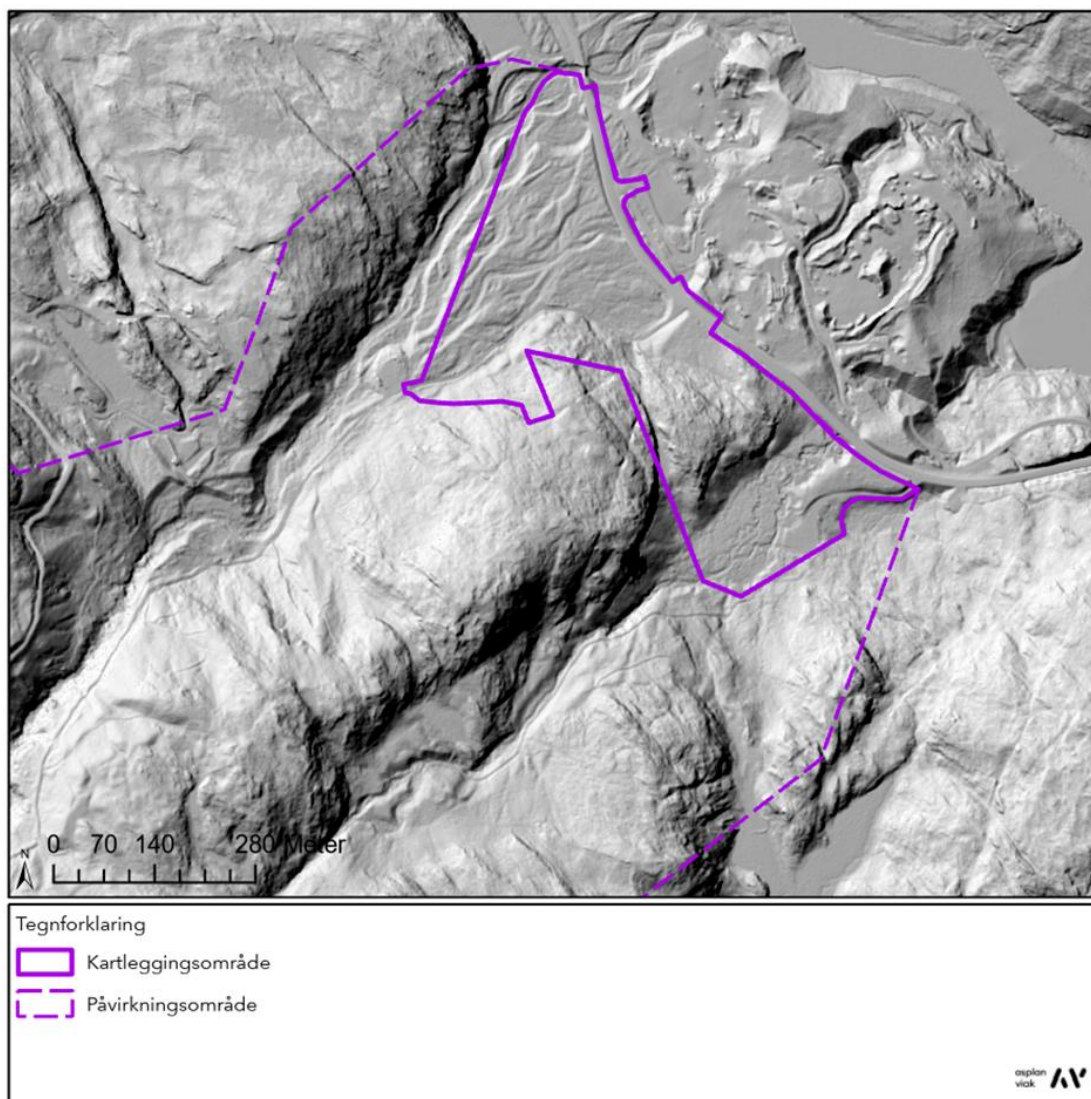 0 70 140 280 Meter
N
Tegnforklaring
Kartleggingsområde
Påvirkningsområde
asplan
viak